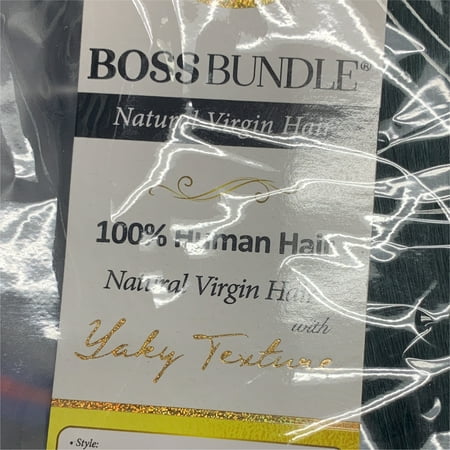 BOSS BUNDLE®
Natural Virgin Hair
100% Human Hair
Natural Virgin Hair
with
Yaky Texture
• Style: